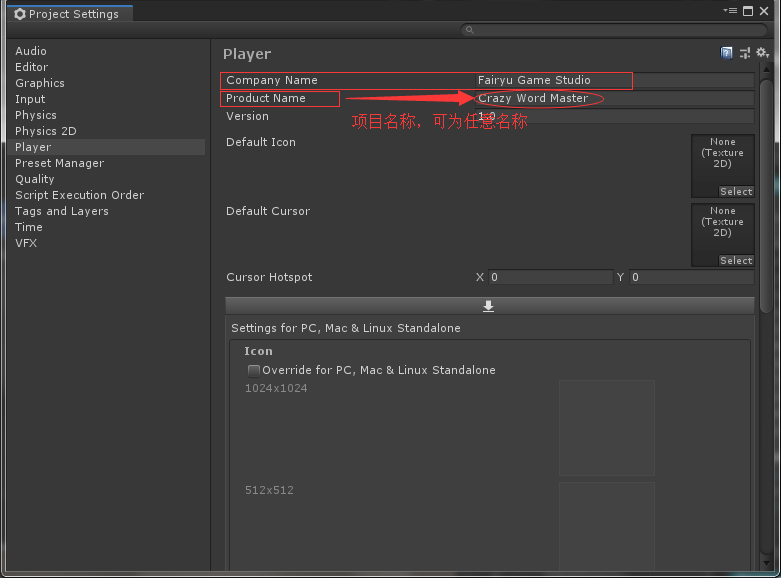 Project Settings
Audio
Editor
Graphics
Input
Physics
Physics 2D
Player
Preset Manager
Quality
Script Execution Order
Tags and Layers
Time
VFX
Player
Company Name Fairyu Game Studio
Product Name Crazy Word Master
Version 1.0
项目名称，可为任意名称
Default Icon
None
(Texture
2D)
Select
Default Cursor
None
(Texture
2D)
Select
Cursor Hotspot X 0 Y 0
Settings for PC, Mac & Linux Standalone
Icon
Override for PC, Mac & Linux Standalone
1024x1024
512x512